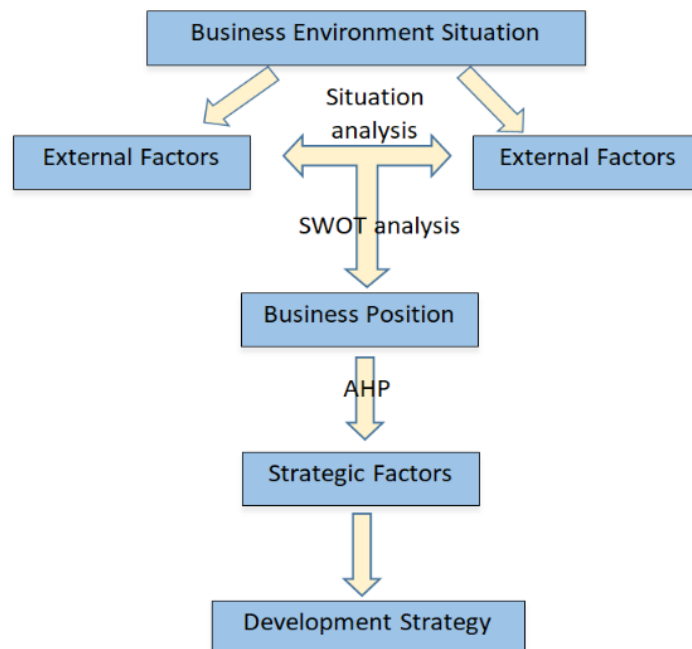 Business Environment Situation
Situation
analysis
External Factors
External Factors
SWOT analysis
Business Position
AHP
Strategic Factors
Development Strategy